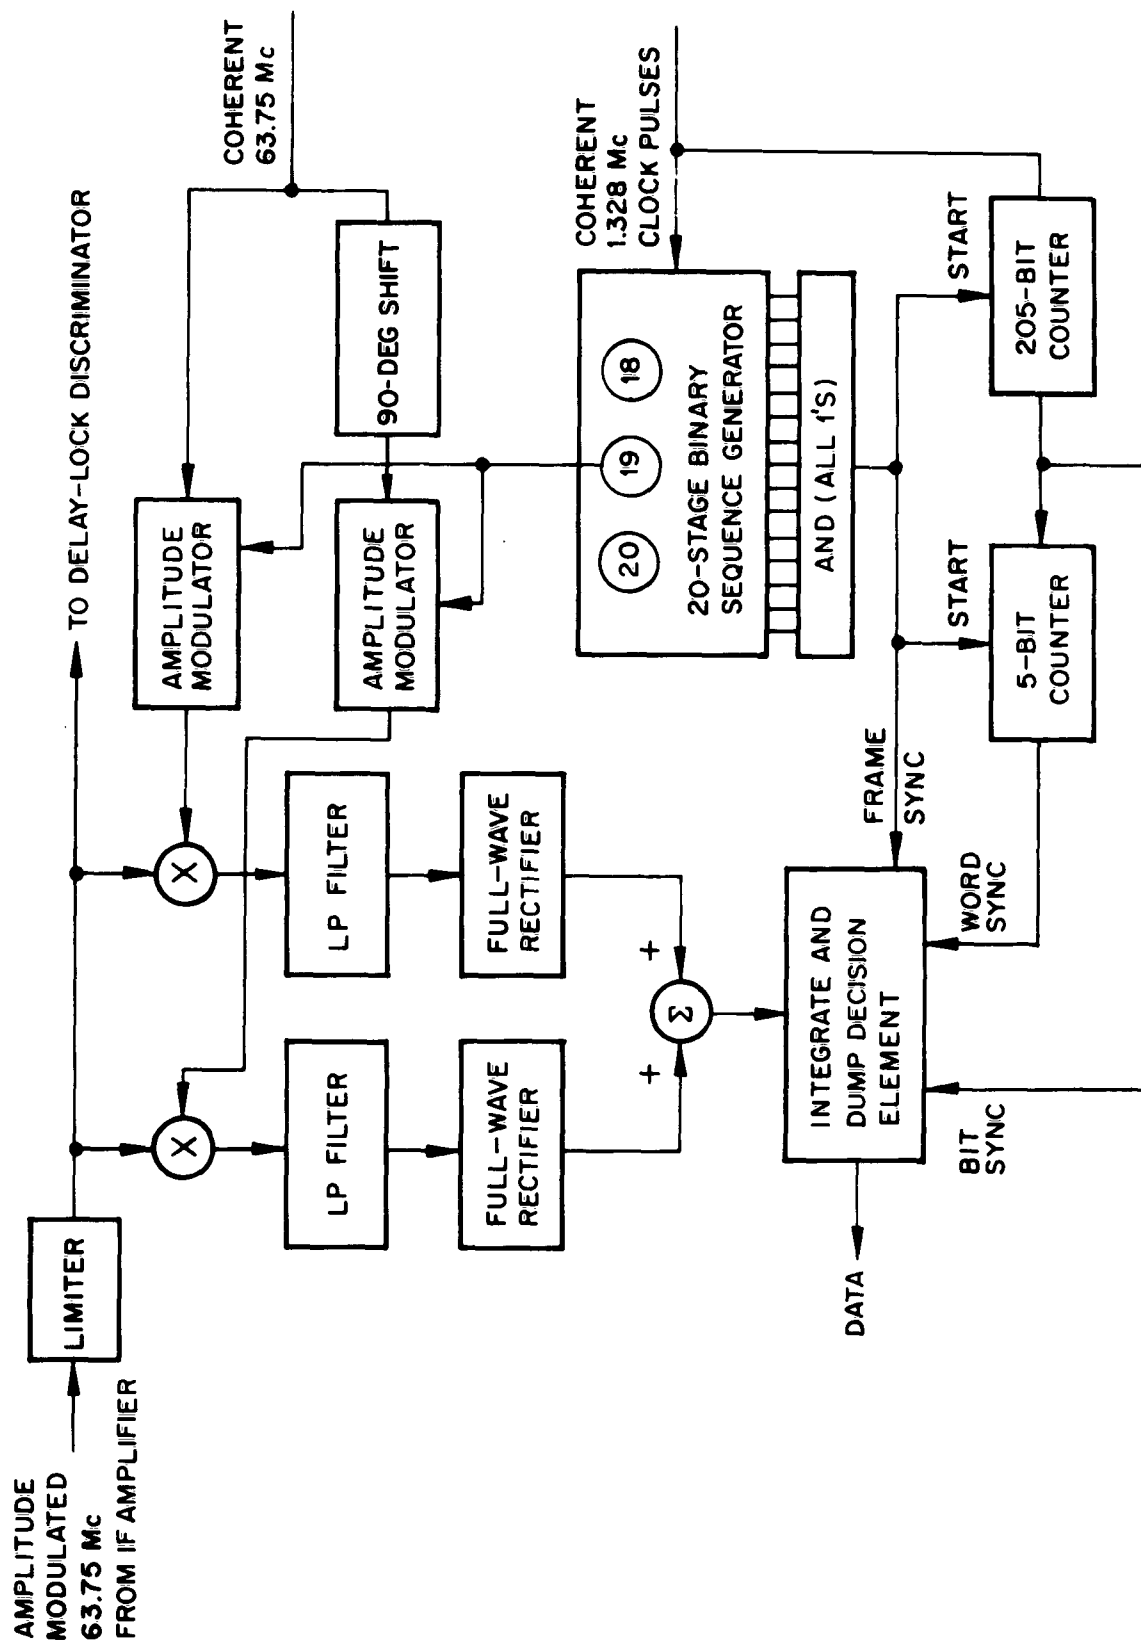 AMPLITUDE
MODULATED
63.75 Mc
FROM IF AMPLIFIER
LIMITER
TO DELAY-LOCK DISCRIMINATOR
COHERENT
63.75 Mc
X
X
AMPLITUDE
MODULATOR
90-DEG SHIFT
AMPLITUDE
MODULATOR
LP FILTER
LP FILTER
FULL-WAVE
RECTIFIER
FULL-WAVE
RECTIFIER
+
+
Σ
COHERENT
1.328 Mc
CLOCK PULSES
20
19
18
20-STAGE BINARY
SEQUENCE GENERATOR
AND (ALL 1'S)
INTEGRATE AND
DUMP DECISION
ELEMENT
DATA
FRAME
SYNC
WORD
SYNC
BIT
SYNC
START
START
5-BIT
COUNTER
205-BIT
COUNTER